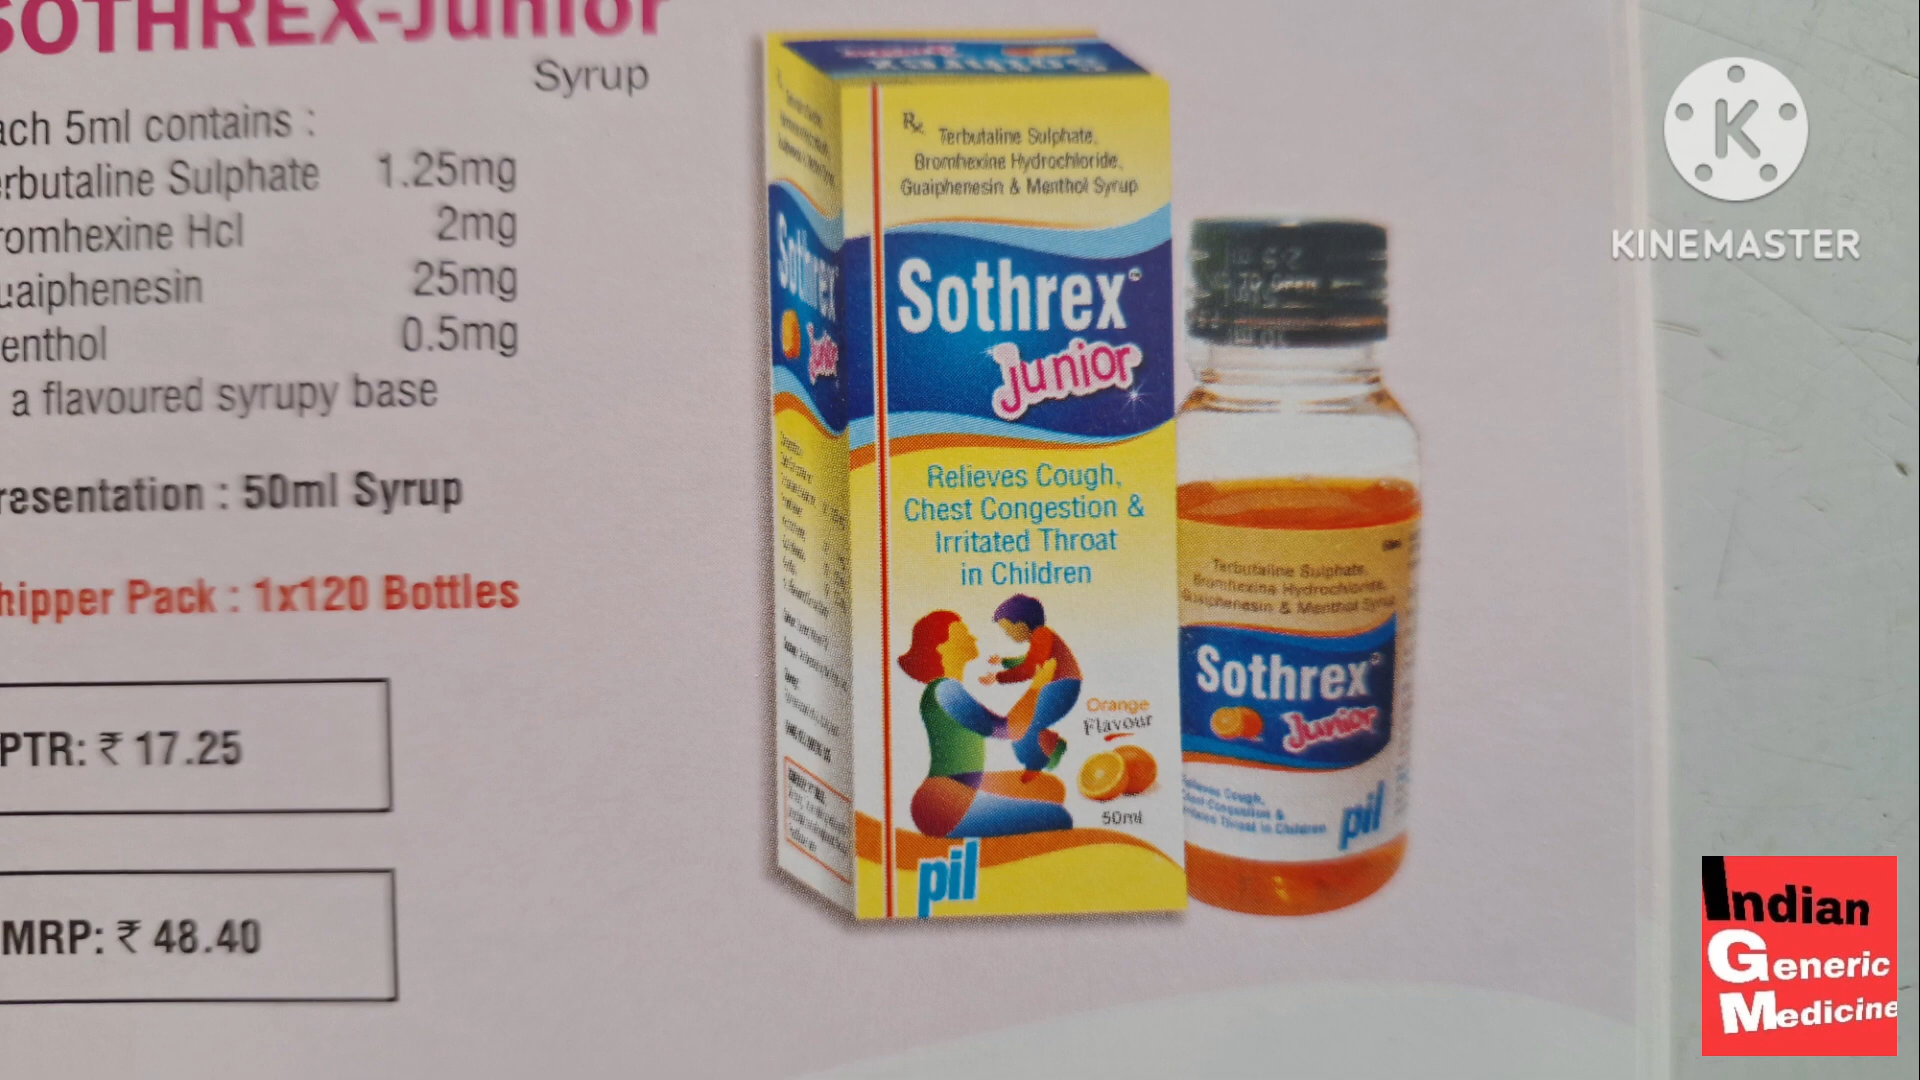 SOTHREX-Junior
Syrup
ach 5ml contains :
erbutaline Sulphate 1.25mg
romhexine Hcl 2mg
uaiphenesin 25mg
enthol 0.5mg
a flavoured syrupy base
resentation : 50ml Syrup
hipper Pack : 1x120 Bottles
PTR: ₹ 17.25
MRP: ₹ 48.40
Sothrex
Rx
Terbutaline Sulphate,
Bromhexine Hydrochloride,
Guaiphenesin & Menthol Syrup
Sothrex
Junior
Relieves Cough,
Chest Congestion &
Irritated Throat
in Children
Orange
Flavour
50ml
pil
Sothrex
Junior
Terbutaline Sulphate,
Bromhexine Hydrochloride,
Guaiphenesin & Menthol Syrup
Sothrex
Junior
Relieves Cough,
Chest Congestion &
Irritated Throat in Children
pil
K
KINEMASTER
Indian
Generic
Medicine